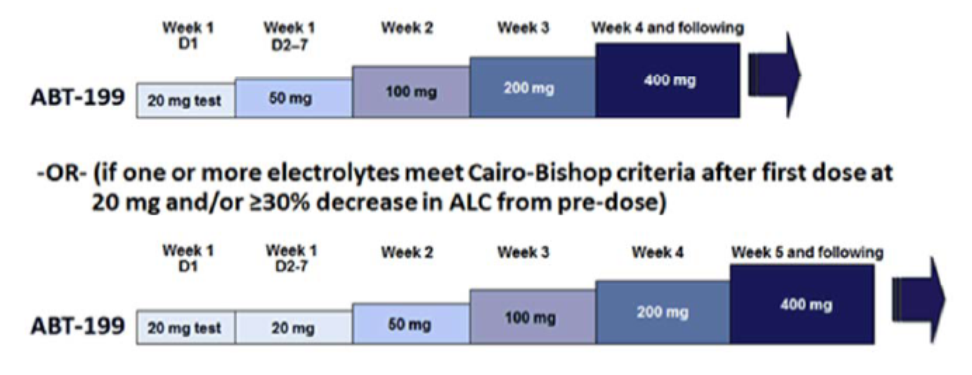 Week 1 Week 1 Week 2 Week 3 Week 4 and following
D1 D2–7
ABT-199 20 mg test 50 mg 100 mg 200 mg 400 mg
-OR- (if one or more electrolytes meet Cairo-Bishop criteria after first dose at
20 mg and/or ≥30% decrease in ALC from pre-dose)
Week 1 Week 1 Week 2 Week 3 Week 4 Week 5 and following
D1 D2-7
ABT-199 20 mg test 20 mg 50 mg 100 mg 200 mg 400 mg